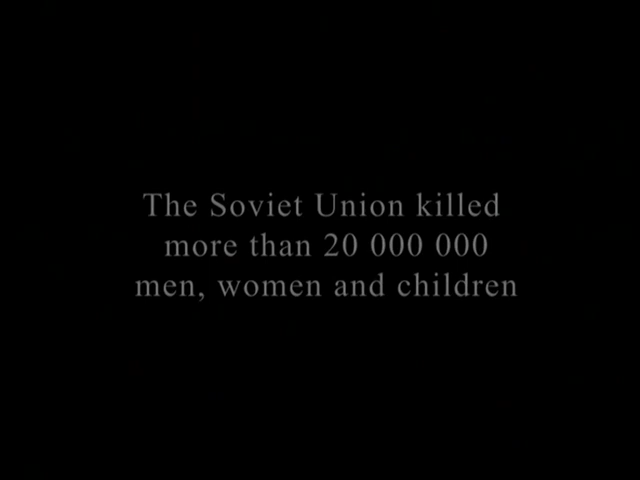 The Soviet Union killed
more than 20 000 000
men, women and children